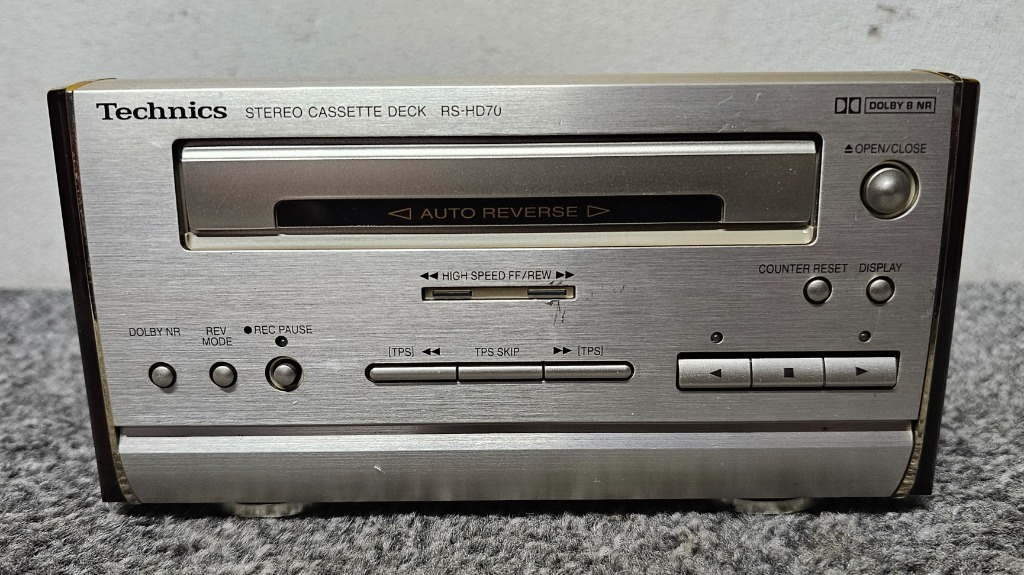 Technics STEREO CASSETTE DECK RS-HD70
DOLBY B NR
OPEN/CLOSE
AUTO REVERSE
HIGH SPEED FF/REW
COUNTER RESET DISPLAY
DOLBY NR
REV
MODE
REC PAUSE
[TPS] TPS SKIP [TPS]